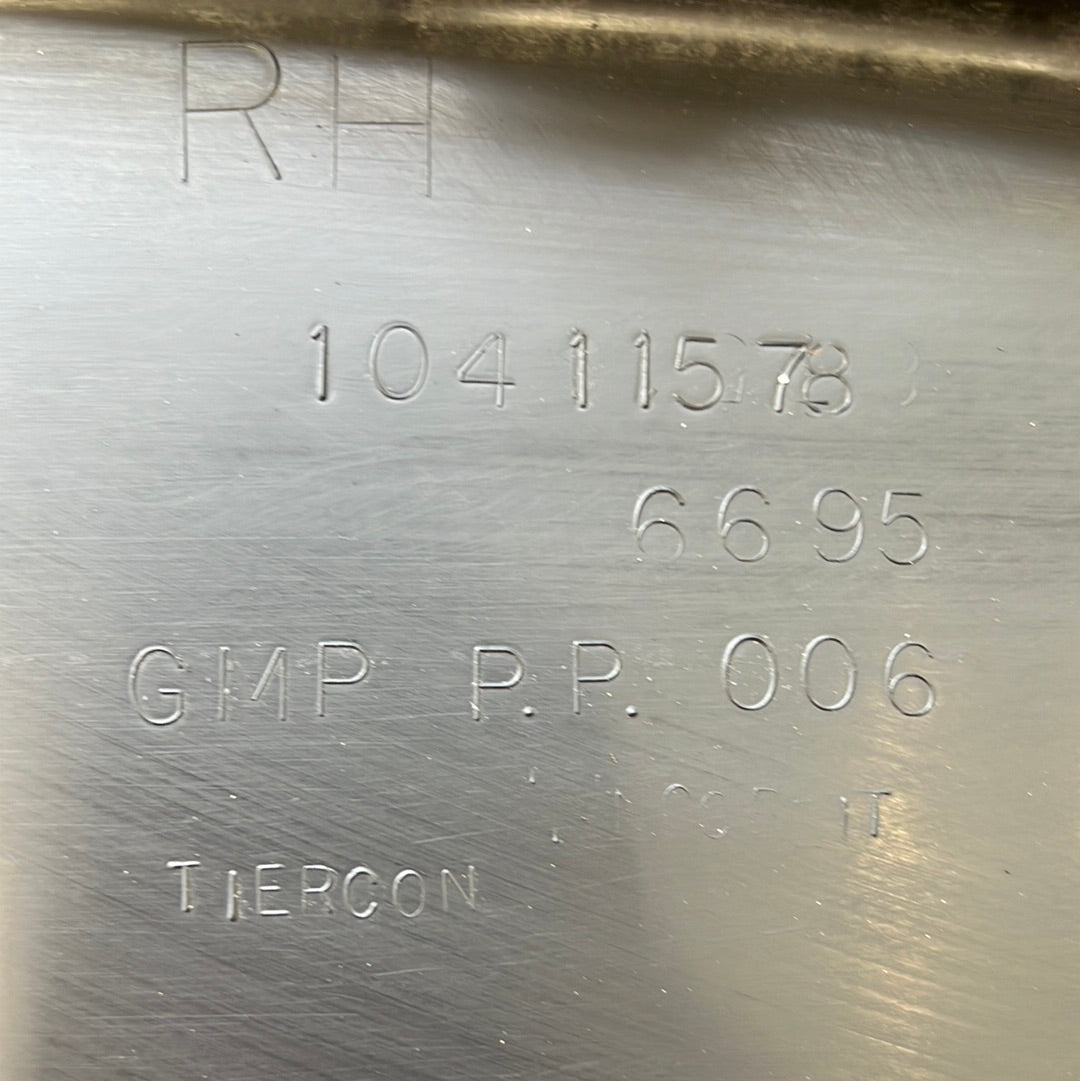 RH
10411578
6695
GMP P.P. 006
TIERCON